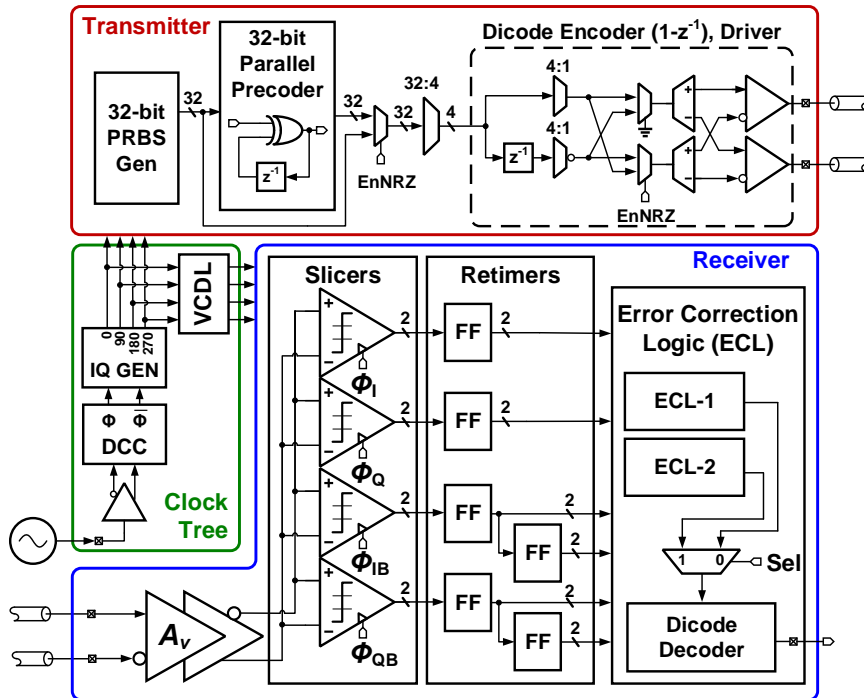 Transmitter
32-bit
PRBS
Gen
32
32-bit
Parallel
Precoder
z⁻¹
32
EnNRZ
32
32:4
4
Dicode Encoder (1-z⁻¹), Driver
4:1
4:1
z⁻¹
EnNRZ
+
−
+
−
Clock
Tree
VCDL
0
90
180
270
IQ GEN
Φ
Φ̅
DCC
Receiver
Slicers
+
−
Φ_I
2
+
−
Φ_Q
2
+
−
Φ_IB
2
+
−
Φ_QB
2
Retimers
FF
2
FF
2
FF
2
FF
2
FF
2
FF
2
Error Correction
Logic (ECL)
ECL-1
ECL-2
1
0
Sel
Dicode
Decoder
A_v